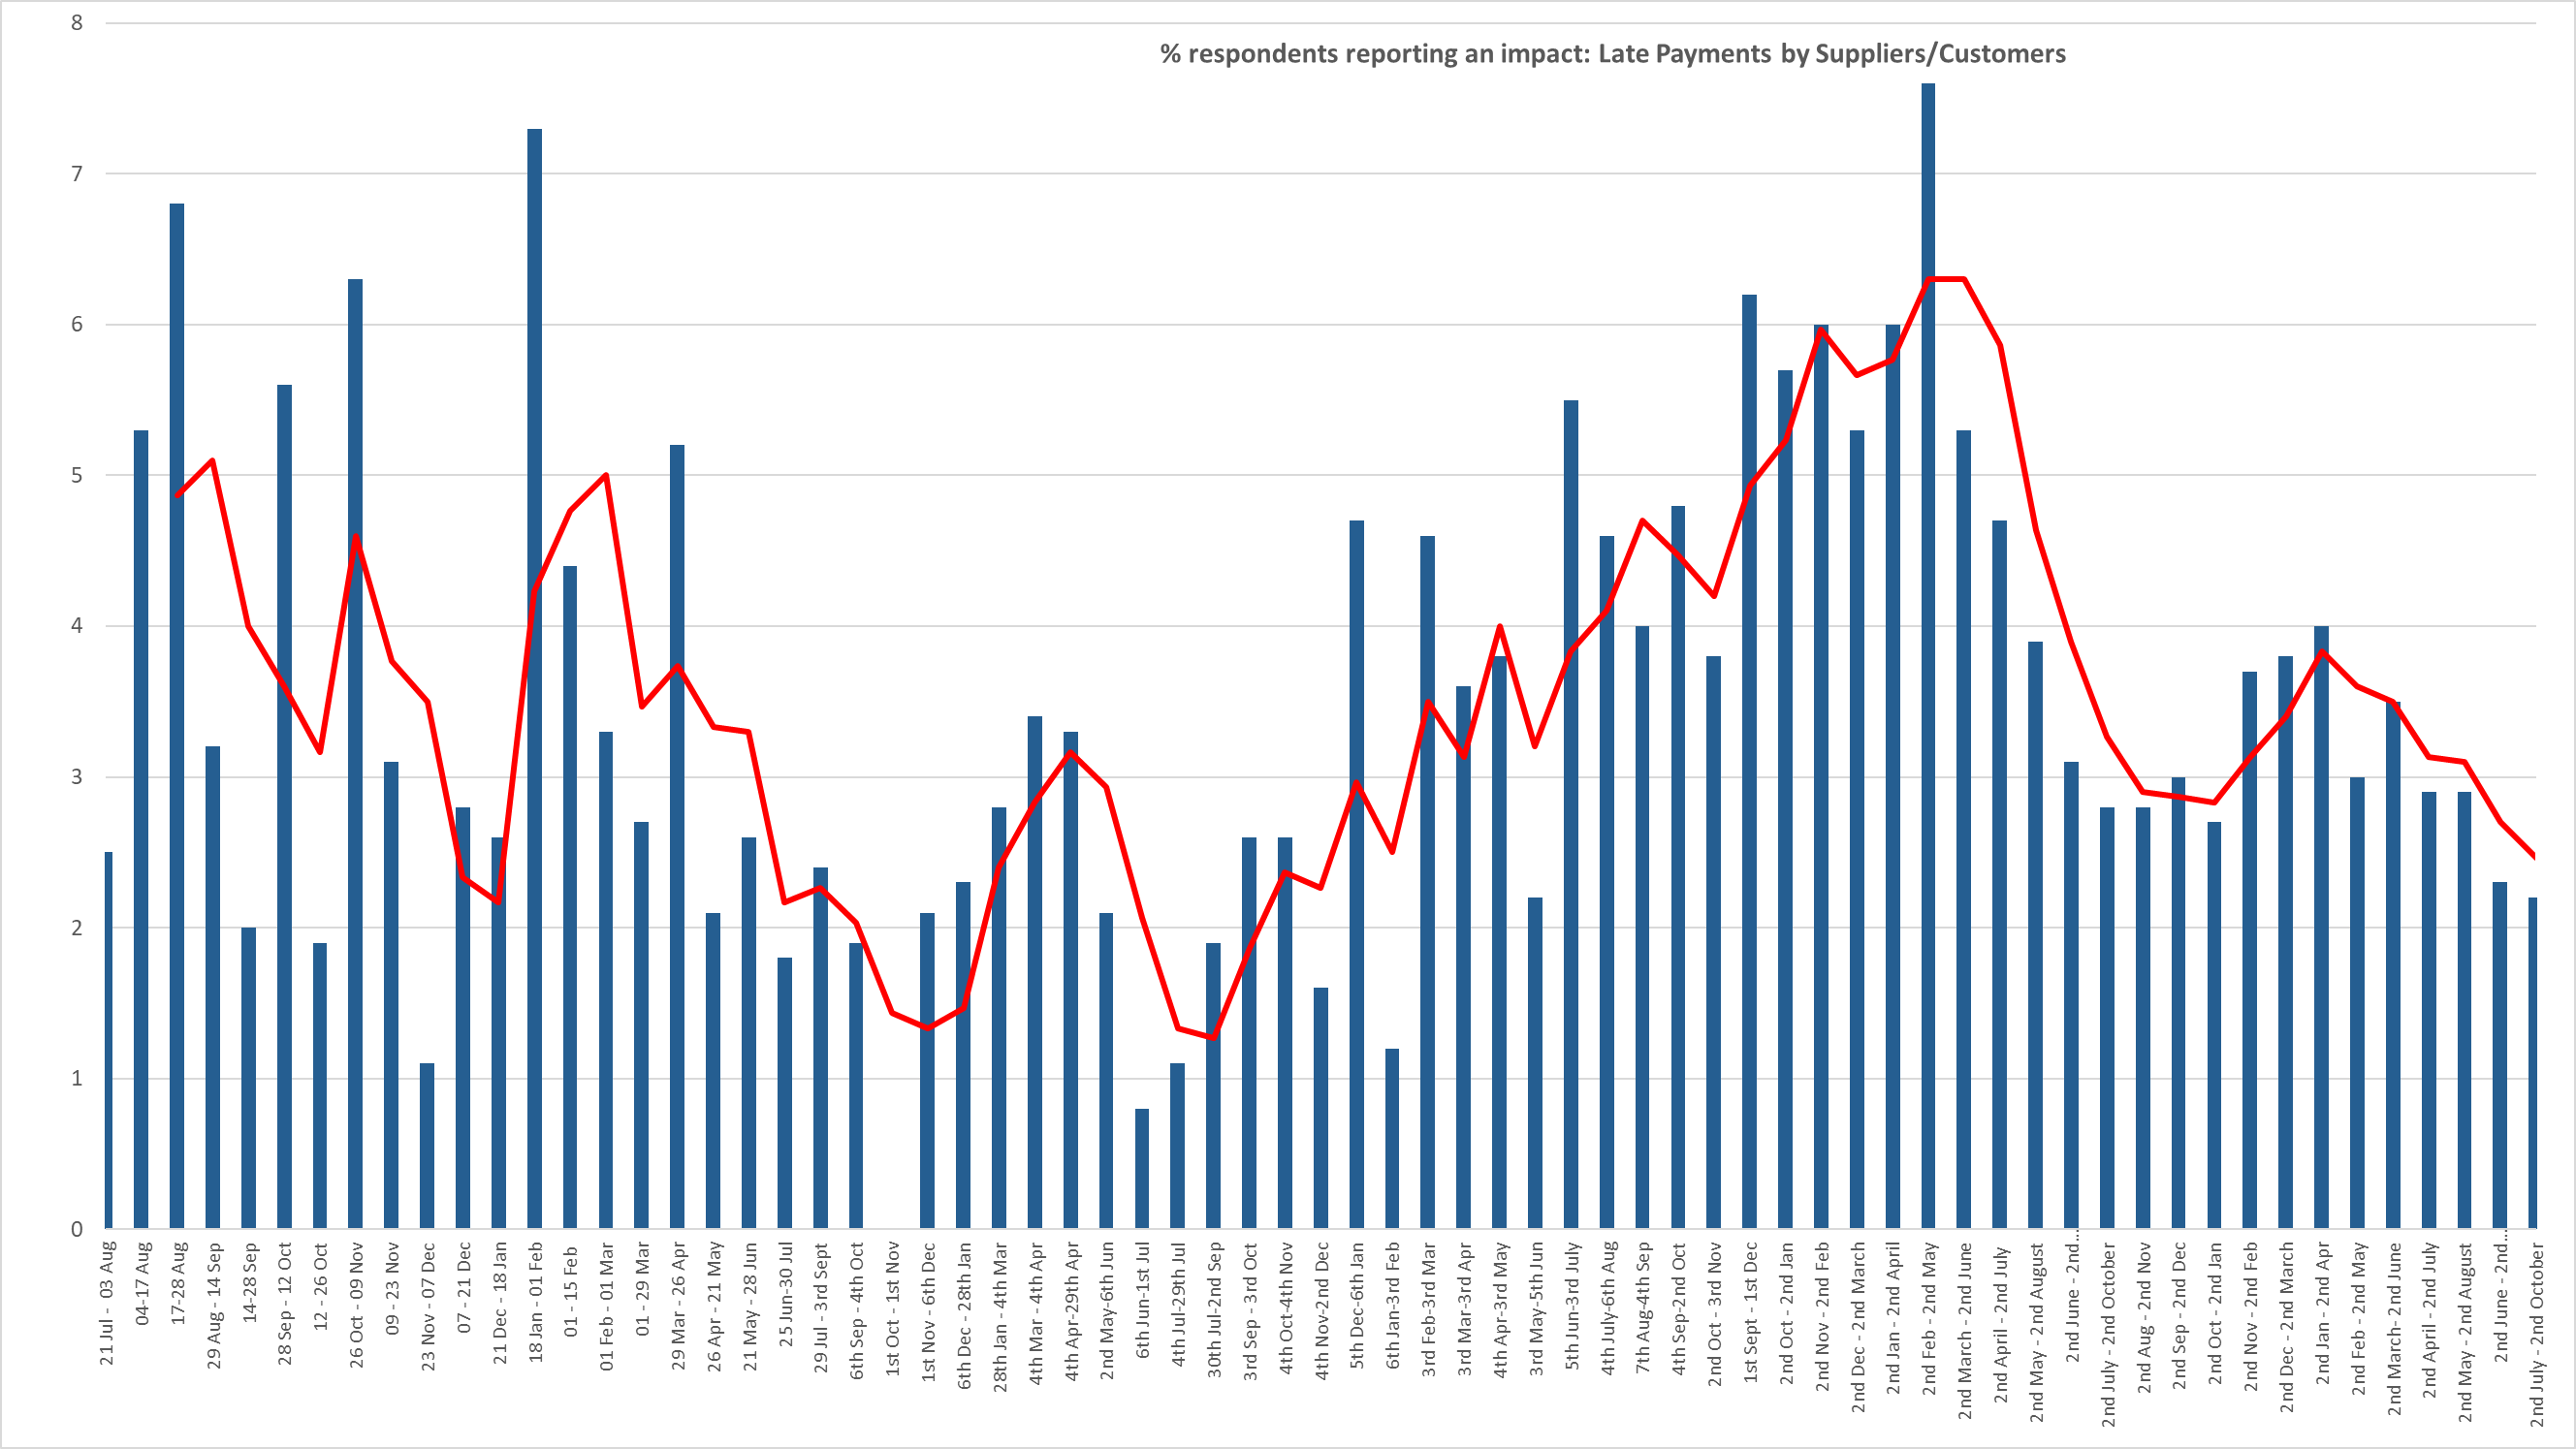 % respondents reporting an impact: Late Payments by Suppliers/Customers
8
7
6
5
4
3
2
1
0
21 Jul -  03 Aug
04-17 Aug
17-28 Aug
29 Aug - 14 Sep
14-28 Sep
28 Sep - 12 Oct
12 - 26 Oct
26 Oct - 09 Nov
09 - 23 Nov
23 Nov - 07 Dec
07 - 21 Dec
21 Dec - 18 Jan
18 Jan - 01 Feb
01 - 15 Feb
01 Feb - 01 Mar
01 - 29 Mar
29 Mar - 26 Apr
26 Apr - 21 May
21 May - 28 Jun
25 Jun-30 Jul
29 Jul - 3rd Sept
6th Sep - 4th Oct
1st Oct - 1st Nov
1st Nov - 6th Dec
6th Dec - 28th Jan
28th Jan - 4th Mar
4th Mar - 4th Apr
4th Apr-29th Apr
2nd May-6th Jun
6th Jun-1st Jul
4th Jul-29th Jul
30th Jul-2nd Sep
3rd Sep - 3rd Oct
4th Oct-4th Nov
4th Nov-2nd Dec
5th Dec-6th Jan
6th Jan-3rd Feb
3rd Feb-3rd Mar
3rd Mar-3rd Apr
4th Apr-3rd May
3rd May-5th Jun
5th Jun-3rd July
4th July-6th Aug
7th Aug-4th Sep
4th Sep-2nd Oct
2nd Oct - 3rd Nov
1st Sept - 1st Dec
2nd Oct - 2nd Jan
2nd Nov - 2nd Feb
2nd Dec - 2nd March
2nd Jan - 2nd April
2nd Feb - 2nd May
2nd March - 2nd June
2nd April - 2nd July
2nd May - 2nd August
2nd June - 2nd...
2nd July - 2nd October
2nd Aug - 2nd Nov
2nd Sep - 2nd Dec
2nd Oct - 2nd Jan
2nd Nov - 2nd Feb
2nd Dec - 2nd March
2nd Jan - 2nd Apr
2nd Feb - 2nd May
2nd March- 2nd June
2nd April - 2nd July
2nd May - 2nd August
2nd June - 2nd...
2nd July - 2nd October